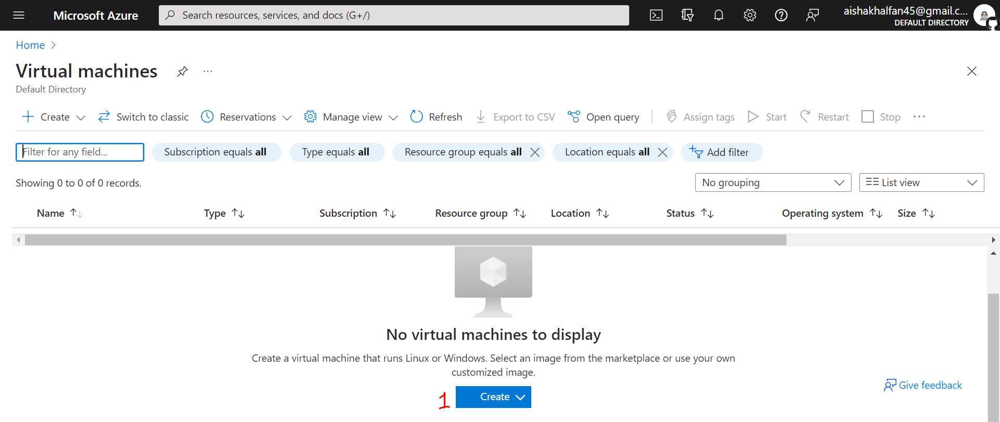 Microsoft Azure
Search resources, services, and docs (G+/)
aishakhalfan45@gmail.c...
DEFAULT DIRECTORY
Home
Virtual machines
Default Directory
Create
Switch to classic
Reservations
Manage view
Refresh
Export to CSV
Open query
Assign tags
Start
Restart
Stop
Filter for any field...
Subscription equals all
Type equals all
Resource group equals all
Location equals all
Add filter
Showing 0 to 0 of 0 records.
No grouping
List view
Name
Type
Subscription
Resource group
Location
Status
Operating system
Size
No virtual machines to display
Create a virtual machine that runs Linux or Windows. Select an image from the marketplace or use your own
customized image.
Give feedback
1
Create